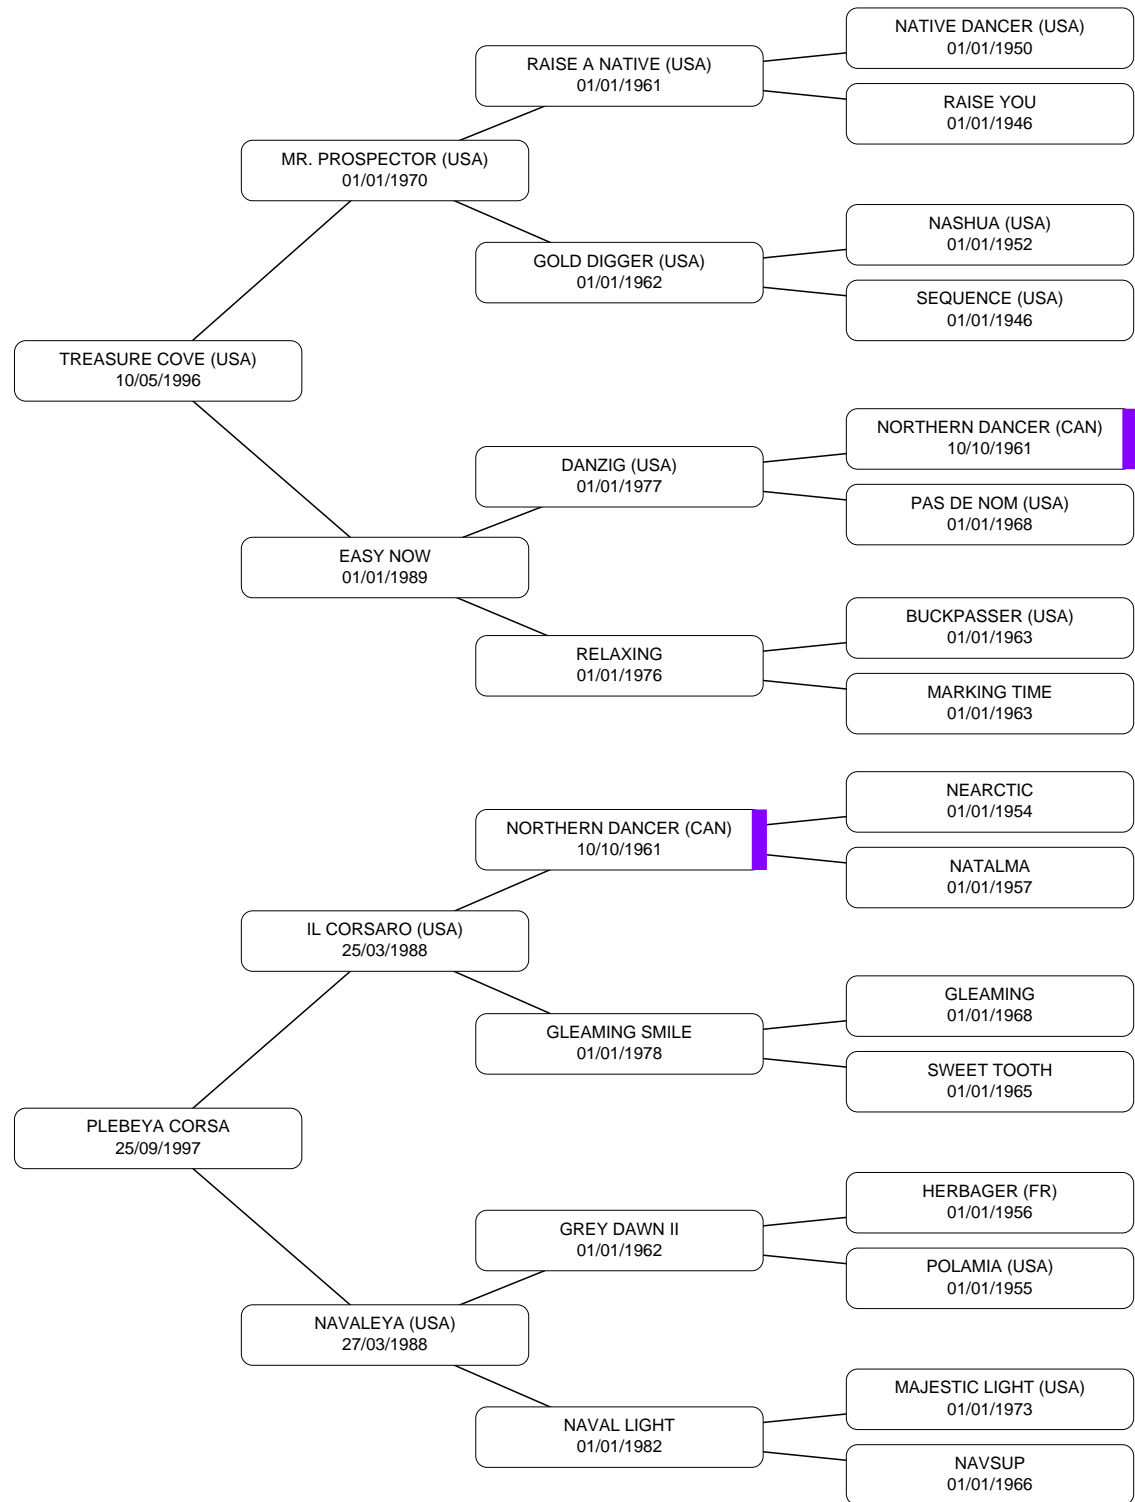 NATIVE DANCER (USA)
01/01/1950
RAISE A NATIVE (USA)
01/01/1961
RAISE YOU
01/01/1946
MR. PROSPECTOR (USA)
01/01/1970
NASHUA (USA)
01/01/1952
GOLD DIGGER (USA)
01/01/1962
SEQUENCE (USA)
01/01/1946
TREASURE COVE (USA)
10/05/1996
NORTHERN DANCER (CAN)
10/10/1961
DANZIG (USA)
01/01/1977
PAS DE NOM (USA)
01/01/1968
EASY NOW
01/01/1989
BUCKPASSER (USA)
01/01/1963
RELAXING
01/01/1976
MARKING TIME
01/01/1963
NEARCTIC
01/01/1954
NORTHERN DANCER (CAN)
10/10/1961
NATALMA
01/01/1957
IL CORSARO (USA)
25/03/1988
GLEAMING
01/01/1968
GLEAMING SMILE
01/01/1978
SWEET TOOTH
01/01/1965
PLEBEYA CORSA
25/09/1997
HERBAGER (FR)
01/01/1956
GREY DAWN II
01/01/1962
POLAMIA (USA)
01/01/1955
NAVALEYA (USA)
27/03/1988
MAJESTIC LIGHT (USA)
01/01/1973
NAVAL LIGHT
01/01/1982
NAVSUP
01/01/1966